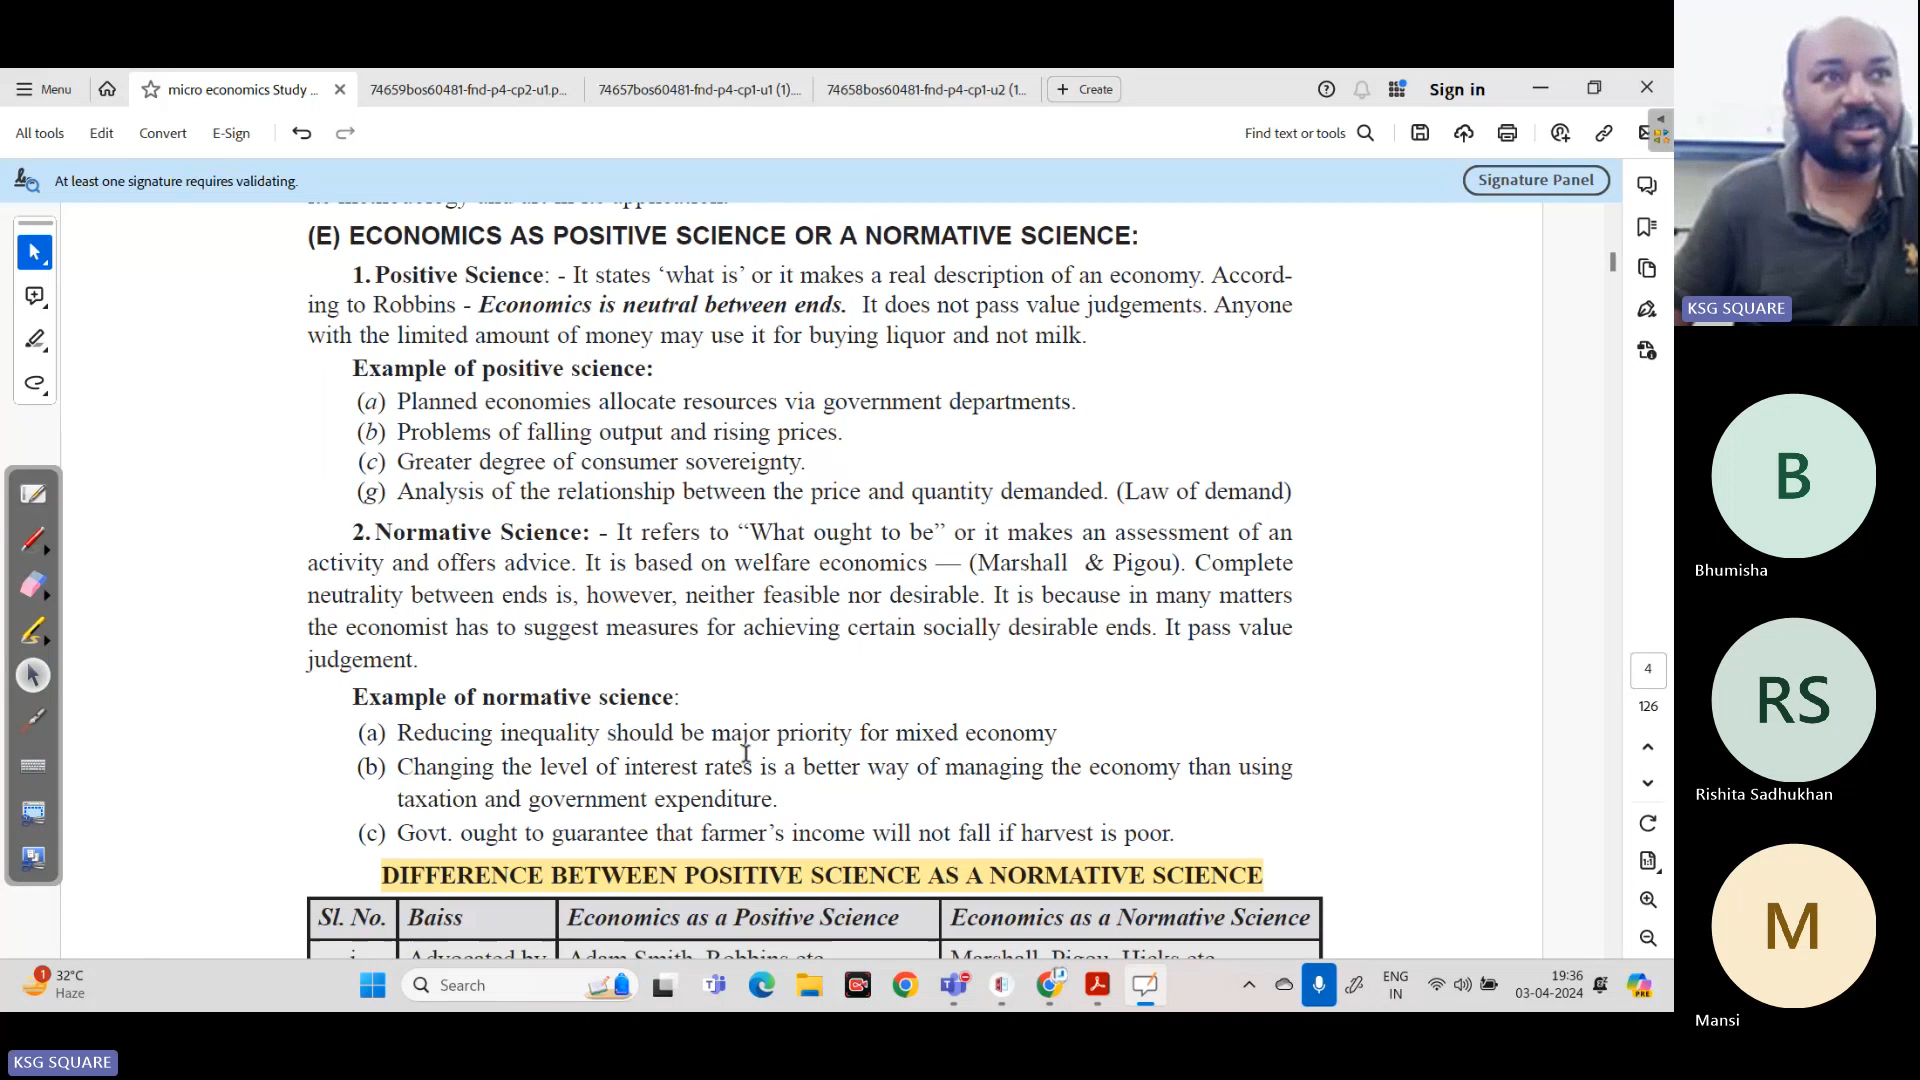 Menu
micro economics Study ...
74659bos60481-fnd-p4-cp2-u1.p...
74657bos60481-fnd-p4-cp1-u1 (1)....
74658bos60481-fnd-p4-cp1-u2 (1...
Create
Sign in
All tools
Edit
Convert
E-Sign
Find text or tools
At least one signature requires validating.
Signature Panel
(E) ECONOMICS AS POSITIVE SCIENCE OR A NORMATIVE SCIENCE:
1. Positive Science: - It states ‘what is’ or it makes a real description of an economy. Accord-
ing to Robbins - Economics is neutral between ends. It does not pass value judgements. Anyone
with the limited amount of money may use it for buying liquor and not milk.
Example of positive science:
(a) Planned economies allocate resources via government departments.
(b) Problems of falling output and rising prices.
(c) Greater degree of consumer sovereignty.
(g) Analysis of the relationship between the price and quantity demanded. (Law of demand)
2. Normative Science: - It refers to “What ought to be” or it makes an assessment of an
activity and offers advice. It is based on welfare economics — (Marshall & Pigou). Complete
neutrality between ends is, however, neither feasible nor desirable. It is because in many matters
the economist has to suggest measures for achieving certain socially desirable ends. It pass value
judgement.
Example of normative science:
(a) Reducing inequality should be major priority for mixed economy
(b) Changing the level of interest rates is a better way of managing the economy than using
taxation and government expenditure.
(c) Govt. ought to guarantee that farmer’s income will not fall if harvest is poor.
DIFFERENCE BETWEEN POSITIVE SCIENCE AS A NORMATIVE SCIENCE
Sl. No. Baiss Economics as a Positive Science Economics as a Normative Science
i Advocated by Adam Smith, Robbins etc Marshall, Pigou, Hicks etc
4
126
1
32°C
Haze
Search
ENG
IN
19:36
03-04-2024
PRE
KSG SQUARE
B
Bhumisha
RS
Rishita Sadhukhan
M
Mansi
KSG SQUARE